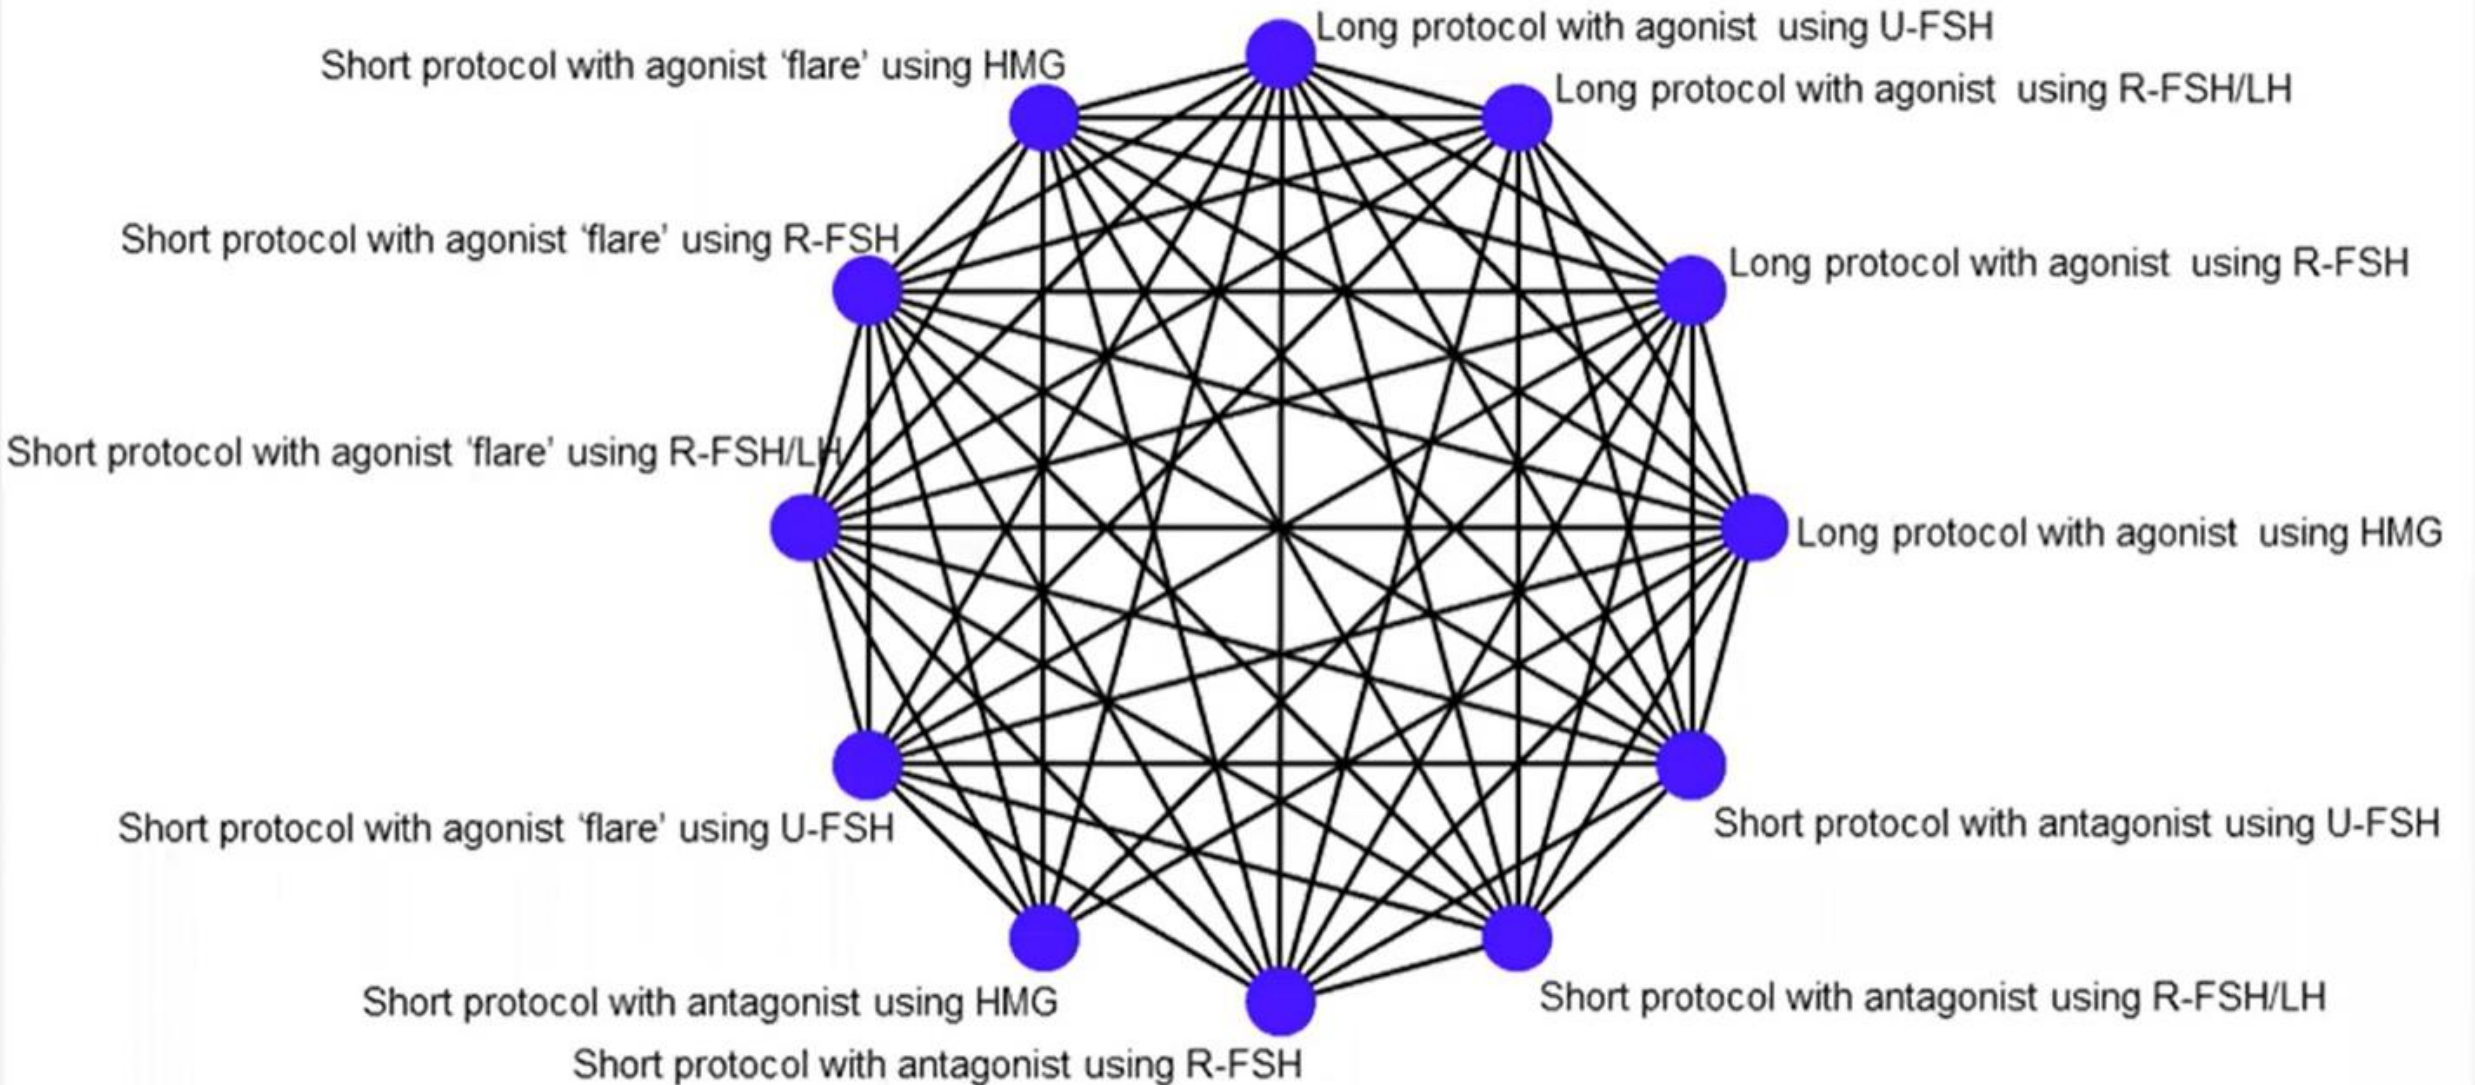 Long protocol with agonist using U-FSH
Short protocol with agonist ‘flare’ using HMG
Long protocol with agonist using R-FSH/LH
Short protocol with agonist ‘flare’ using R-FSH
Long protocol with agonist using R-FSH
Short protocol with agonist ‘flare’ using R-FSH/LH
Long protocol with agonist using HMG
Short protocol with agonist ‘flare’ using U-FSH
Short protocol with antagonist using U-FSH
Short protocol with antagonist using HMG
Short protocol with antagonist using R-FSH/LH
Short protocol with antagonist using R-FSH